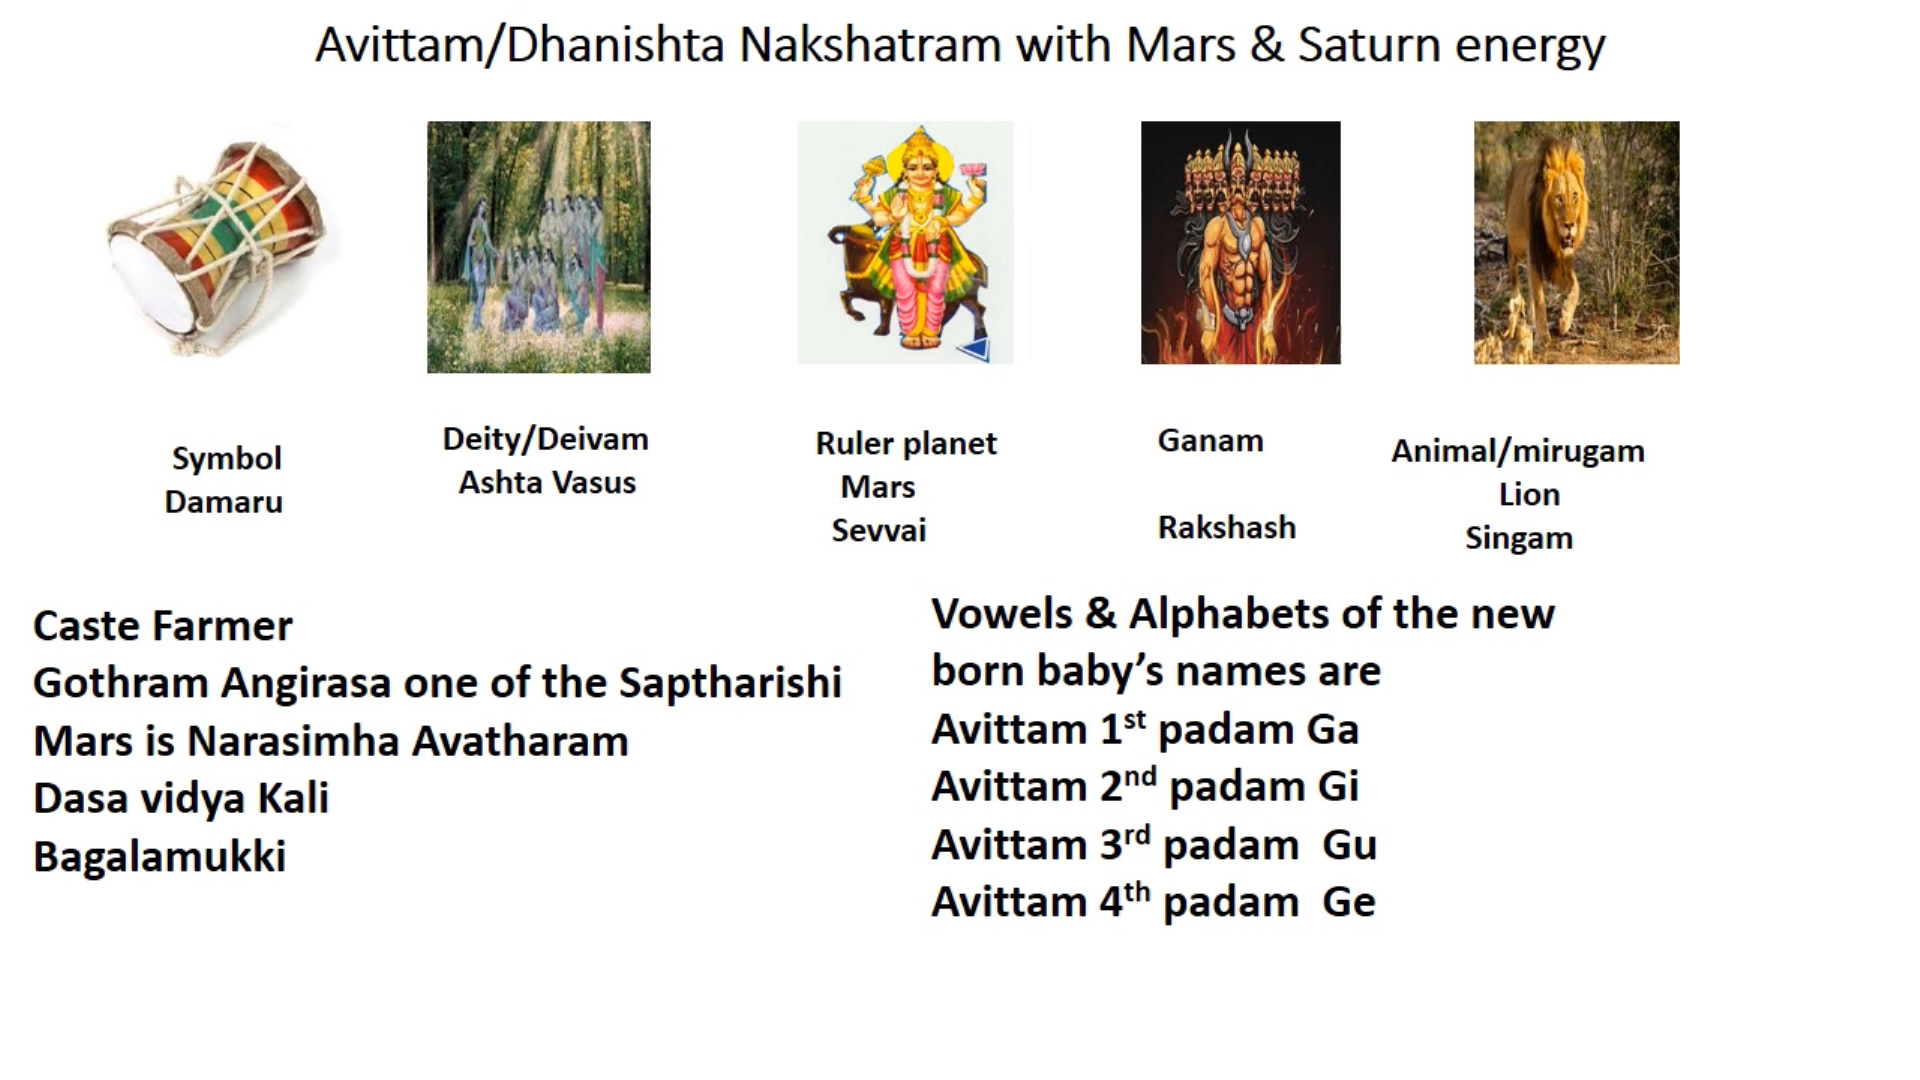 Avittam/Dhanishta Nakshatram with Mars & Saturn energy
Symbol
Damaru
Deity/Deivam
Ashta Vasus
Ruler planet
Mars
Sevvai
Ganam
Rakshash
Animal/mirugam
Lion
Singam
Caste Farmer
Gothram Angirasa one of the Saptharishi
Mars is Narasimha Avatharam
Dasa vidya Kali
Bagalamukki
Vowels & Alphabets of the new
born baby’s names are
Avittam 1st padam Ga
Avittam 2nd padam Gi
Avittam 3rd padam  Gu
Avittam 4th padam  Ge